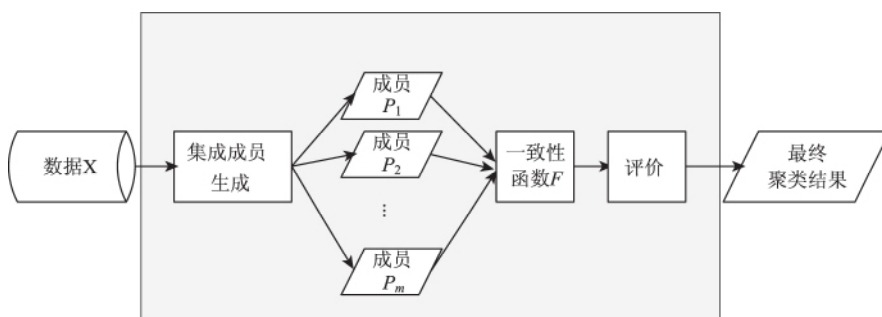 数据X
集成成员
生成
成员
P1
成员
P2
⋮
成员
Pm
一致性
函数F
评价
最终
聚类结果